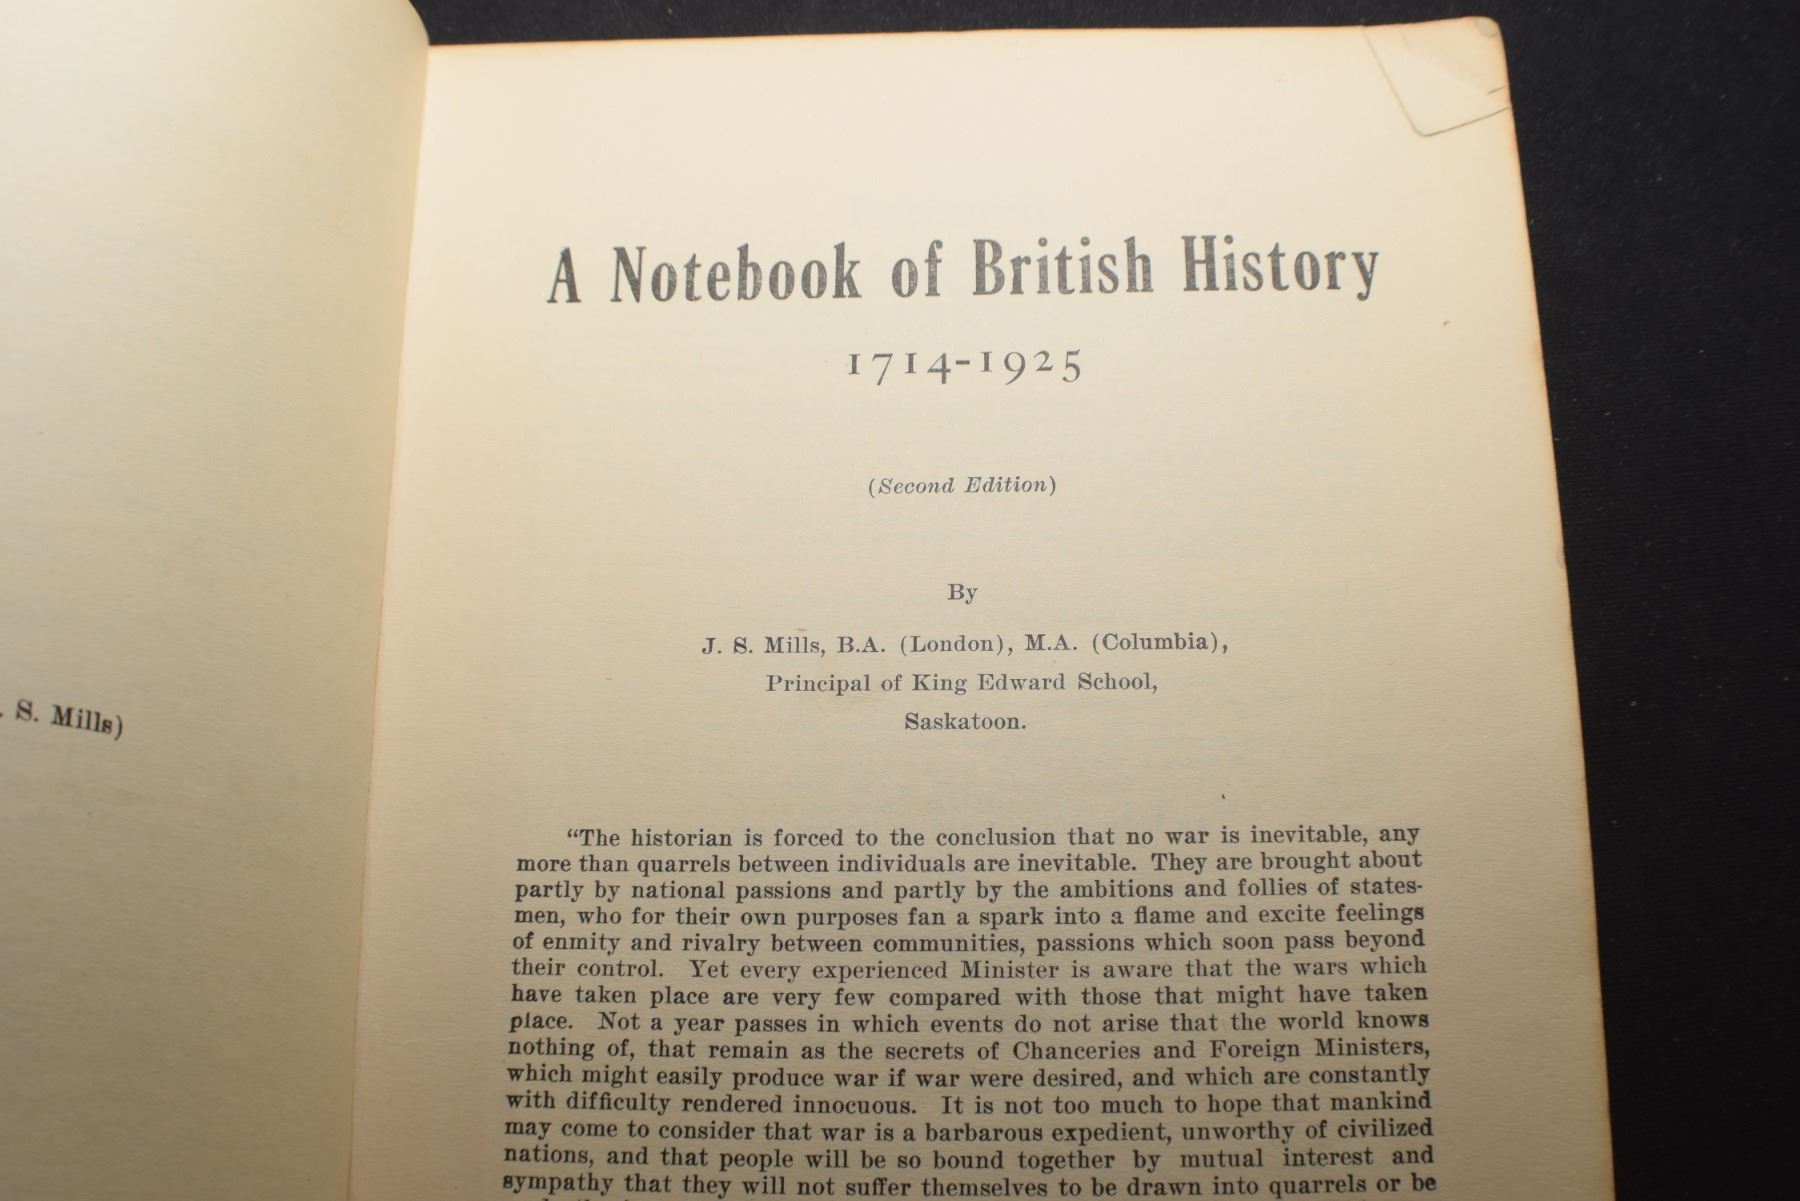 . S. Mills)
A Notebook of British History
1714-1925
(Second Edition)
By
J. S. Mills, B.A. (London), M.A. (Columbia),
Principal of King Edward School,
Saskatoon.
“The historian is forced to the conclusion that no war is inevitable, any
more than quarrels between individuals are inevitable. They are brought about
partly by national passions and partly by the ambitions and follies of states-
men, who for their own purposes fan a spark into a flame and excite feelings
of enmity and rivalry between communities, passions which soon pass beyond
their control. Yet every experienced Minister is aware that the wars which
have taken place are very few compared with those that might have taken
place. Not a year passes in which events do not arise that the world knows
nothing of, that remain as the secrets of Chanceries and Foreign Ministers,
which might easily produce war if war were desired, and which are constantly
with difficulty rendered innocuous. It is not too much to hope that mankind
may come to consider that war is a barbarous expedient, unworthy of civilized
nations, and that people will be so bound together by mutual interest and
sympathy that they will not suffer themselves to be drawn into quarrels or be